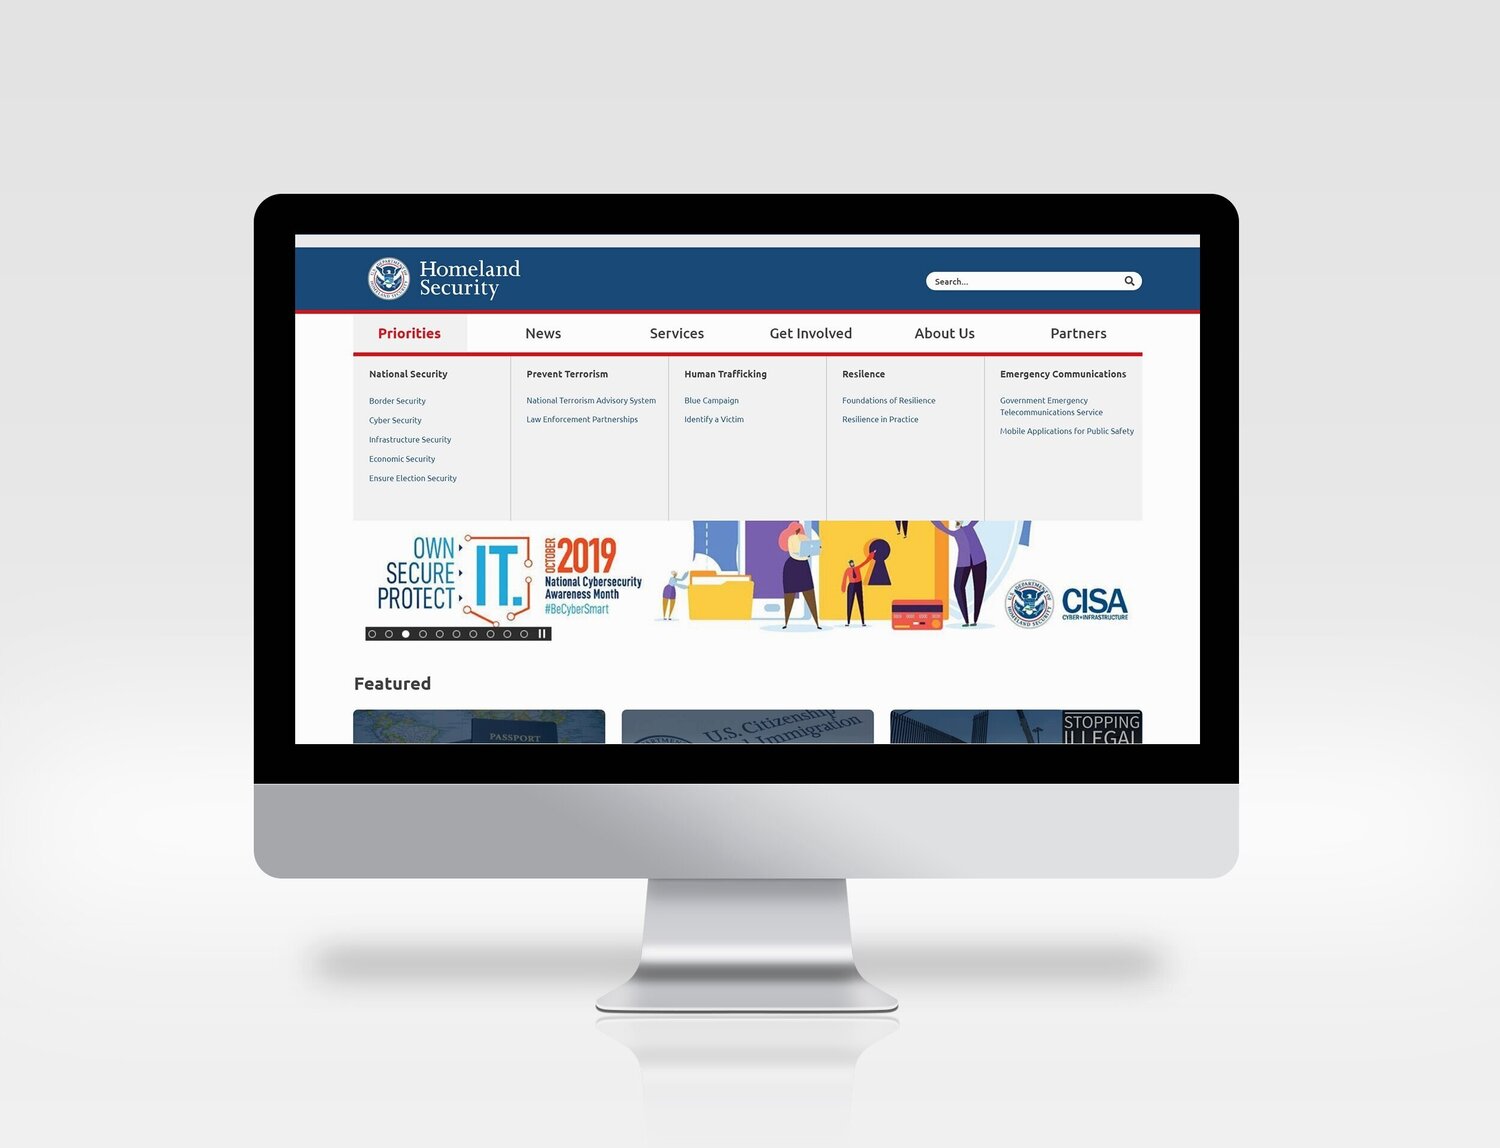 Homeland
Security
Search...
Priorities
News
Services
Get Involved
About Us
Partners
National Security
Border Security
Cyber Security
Infrastructure Security
Economic Security
Ensure Election Security
Prevent Terrorism
National Terrorism Advisory System
Law Enforcement Partnerships
Human Trafficking
Blue Campaign
Identify a Victim
Resilence
Foundations of Resilience
Resilience in Practice
Emergency Communications
Government Emergency
Telecommunications Service
Mobile Applications for Public Safety
OWN
SECURE
PROTECT
IT.
OCTOBER
2019
National Cybersecurity
Awareness Month
#BeCyberSmart
CISA
CYBER+INFRASTRUCTURE
Featured
PASSPORT
U.S. Citizenship
Immigration
STOPPING
ILLEGAL